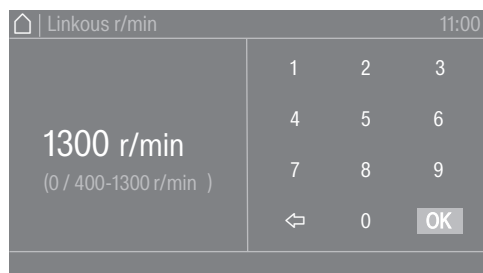 | Linkous r/min 11:00
1300 r/min
(0 / 400-1300 r/min )
1 2 3
4 5 6
7 8 9
0 OK